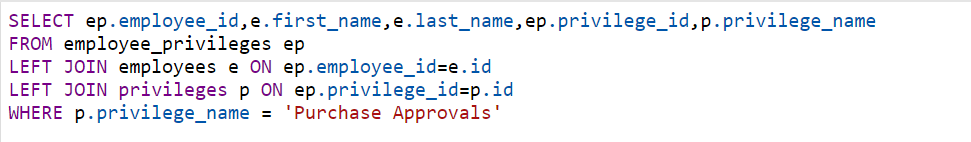 SELECT ep.employee_id,e.first_name,e.last_name,ep.privilege_id,p.privilege_name
FROM employee_privileges ep
LEFT JOIN employees e ON ep.employee_id=e.id
LEFT JOIN privileges p ON ep.privilege_id=p.id
WHERE p.privilege_name = 'Purchase Approvals'